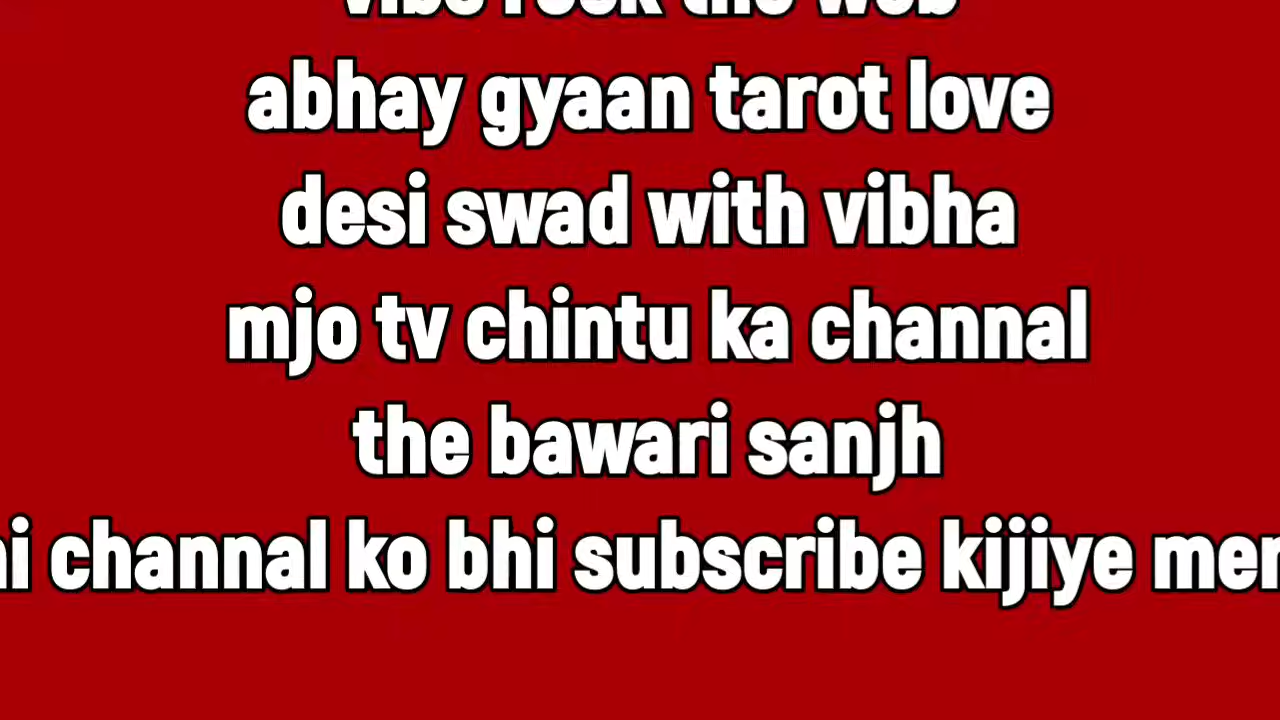 the
abhay gyaan tarot love
desi swad with vibha
mjo tv chintu ka channal
the bawari sanjh
channal ko bhi subscribe kijiye